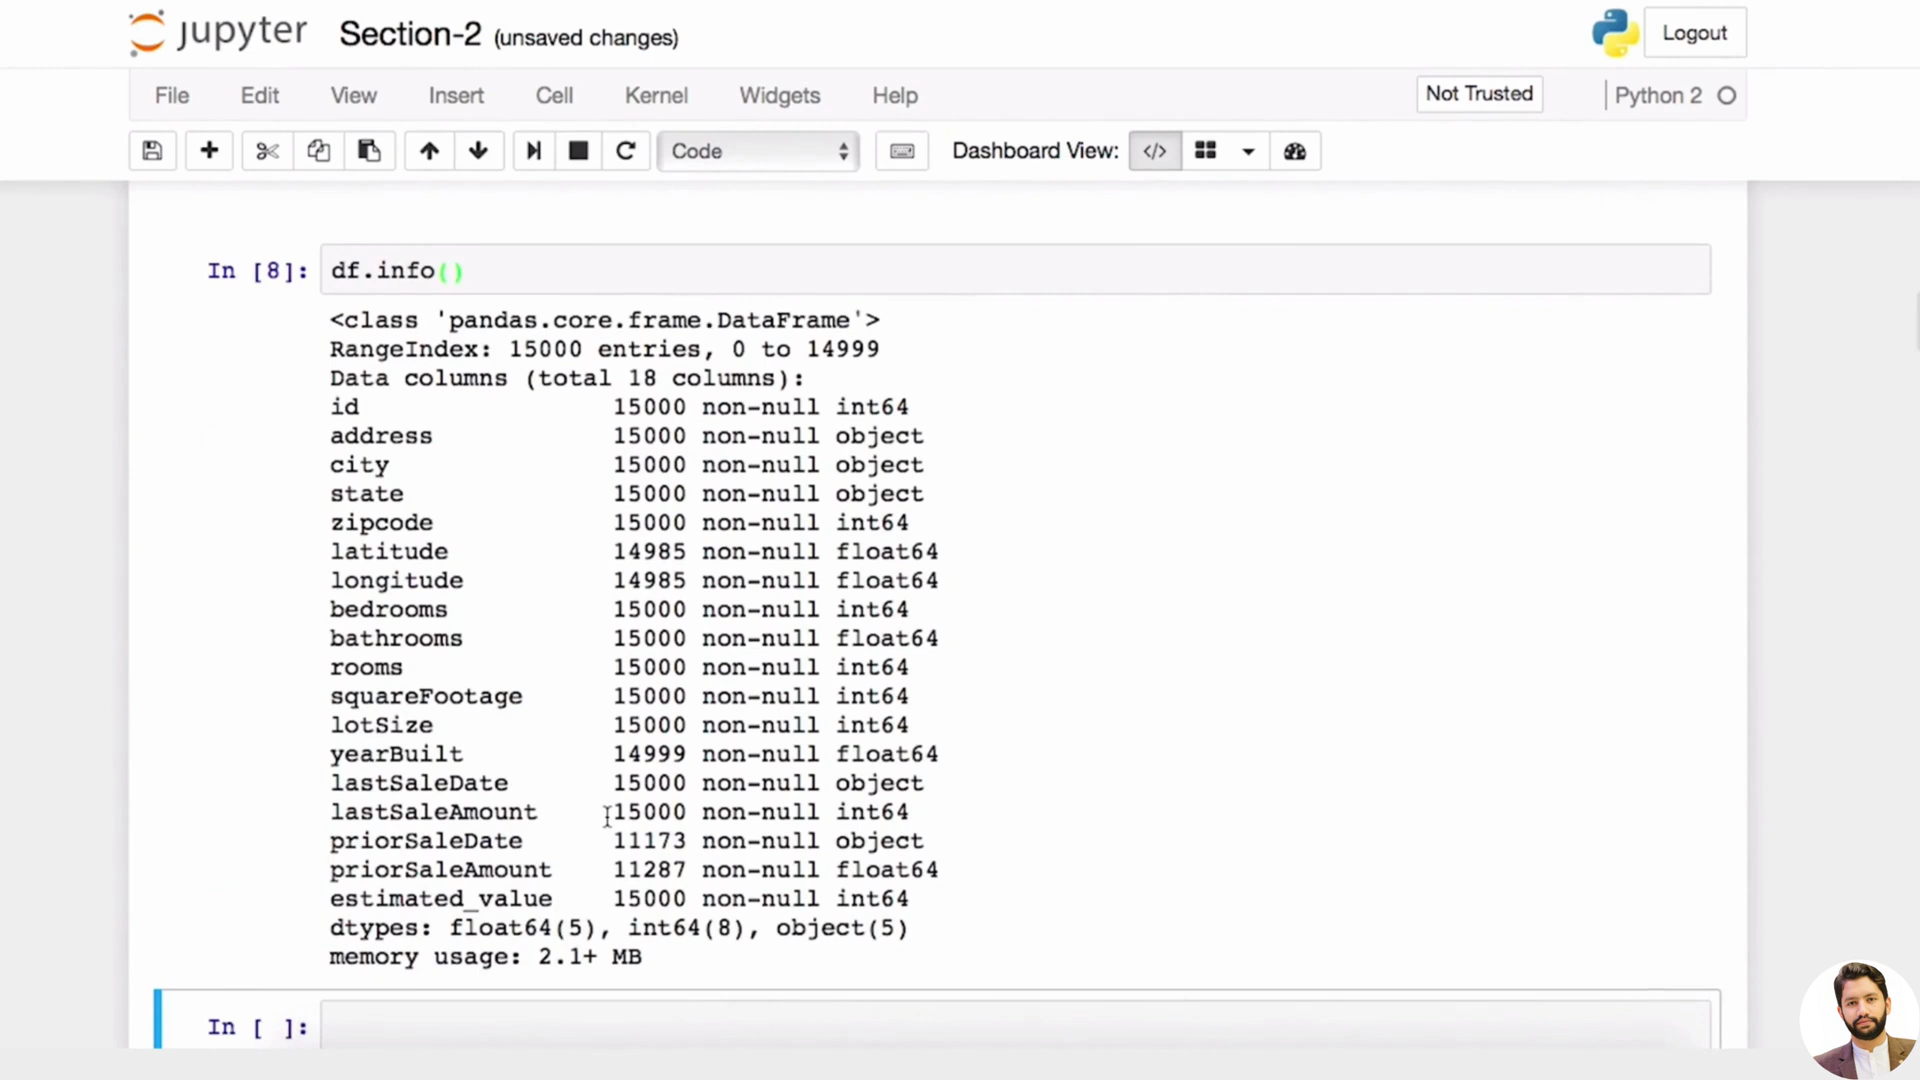 jupyter Section-2 (unsaved changes) Logout
File Edit View Insert Cell Kernel Widgets Help Not Trusted Python 2
Code Dashboard View: </>
In [8]: df.info()
<class 'pandas.core.frame.DataFrame'>
RangeIndex: 15000 entries, 0 to 14999
Data columns (total 18 columns):
id 15000 non-null int64
address 15000 non-null object
city 15000 non-null object
state 15000 non-null object
zipcode 15000 non-null int64
latitude 14985 non-null float64
longitude 14985 non-null float64
bedrooms 15000 non-null int64
bathrooms 15000 non-null float64
rooms 15000 non-null int64
squareFootage 15000 non-null int64
lotSize 15000 non-null int64
yearBuilt 14999 non-null float64
lastSaleDate 15000 non-null object
lastSaleAmount 15000 non-null int64
priorSaleDate 11173 non-null object
priorSaleAmount 11287 non-null float64
estimated_value 15000 non-null int64
dtypes: float64(5), int64(8), object(5)
memory usage: 2.1+ MB
In [ ]: